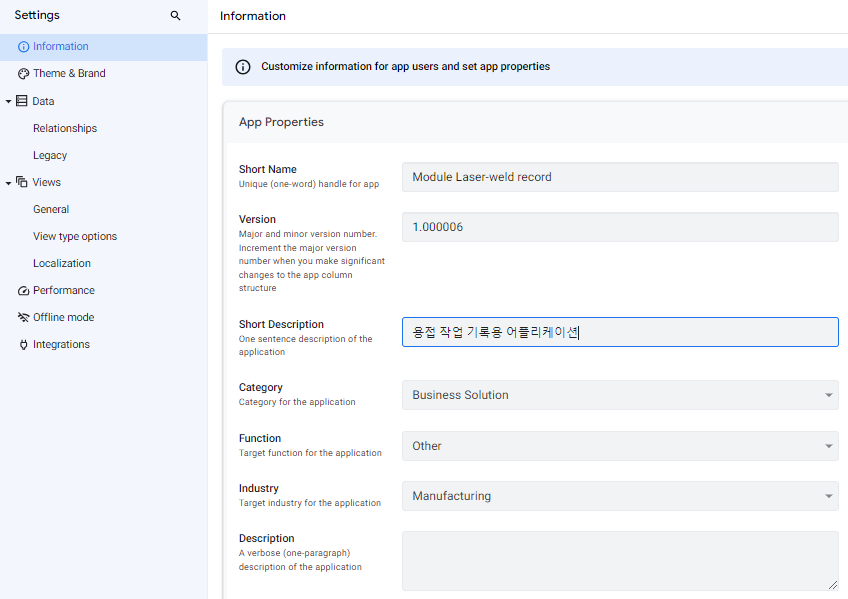 Settings
Information
Theme & Brand
Data
Relationships
Legacy
Views
General
View type options
Localization
Performance
Offline mode
Integrations
Information
Customize information for app users and set app properties
App Properties
Short Name
Unique (one-word) handle for app
Module Laser-weld record
Version
Major and minor version number.
Increment the major version
number when you make significant
changes to the app column
structure
1.000006
Short Description
One sentence description of the
application
용접 작업 기록용 어플리케이션
Category
Category for the application
Business Solution
Function
Target function for the application
Other
Industry
Target industry for the application
Manufacturing
Description
A verbose (one-paragraph)
description of the application